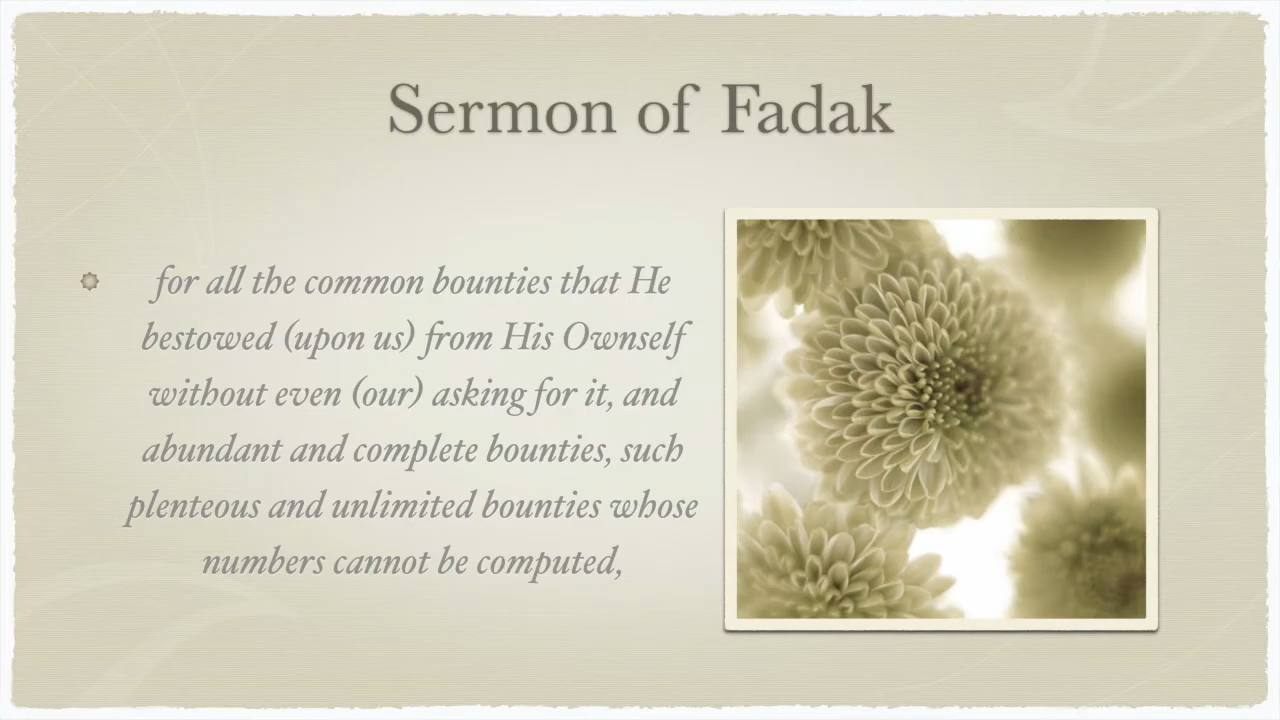 Sermon of Fadak
for all the common bounties that He
bestowed (upon us) from His Ownself
without even (our) asking for it, and
abundant and complete bounties, such
plenteous and unlimited bounties whose
numbers cannot be computed,